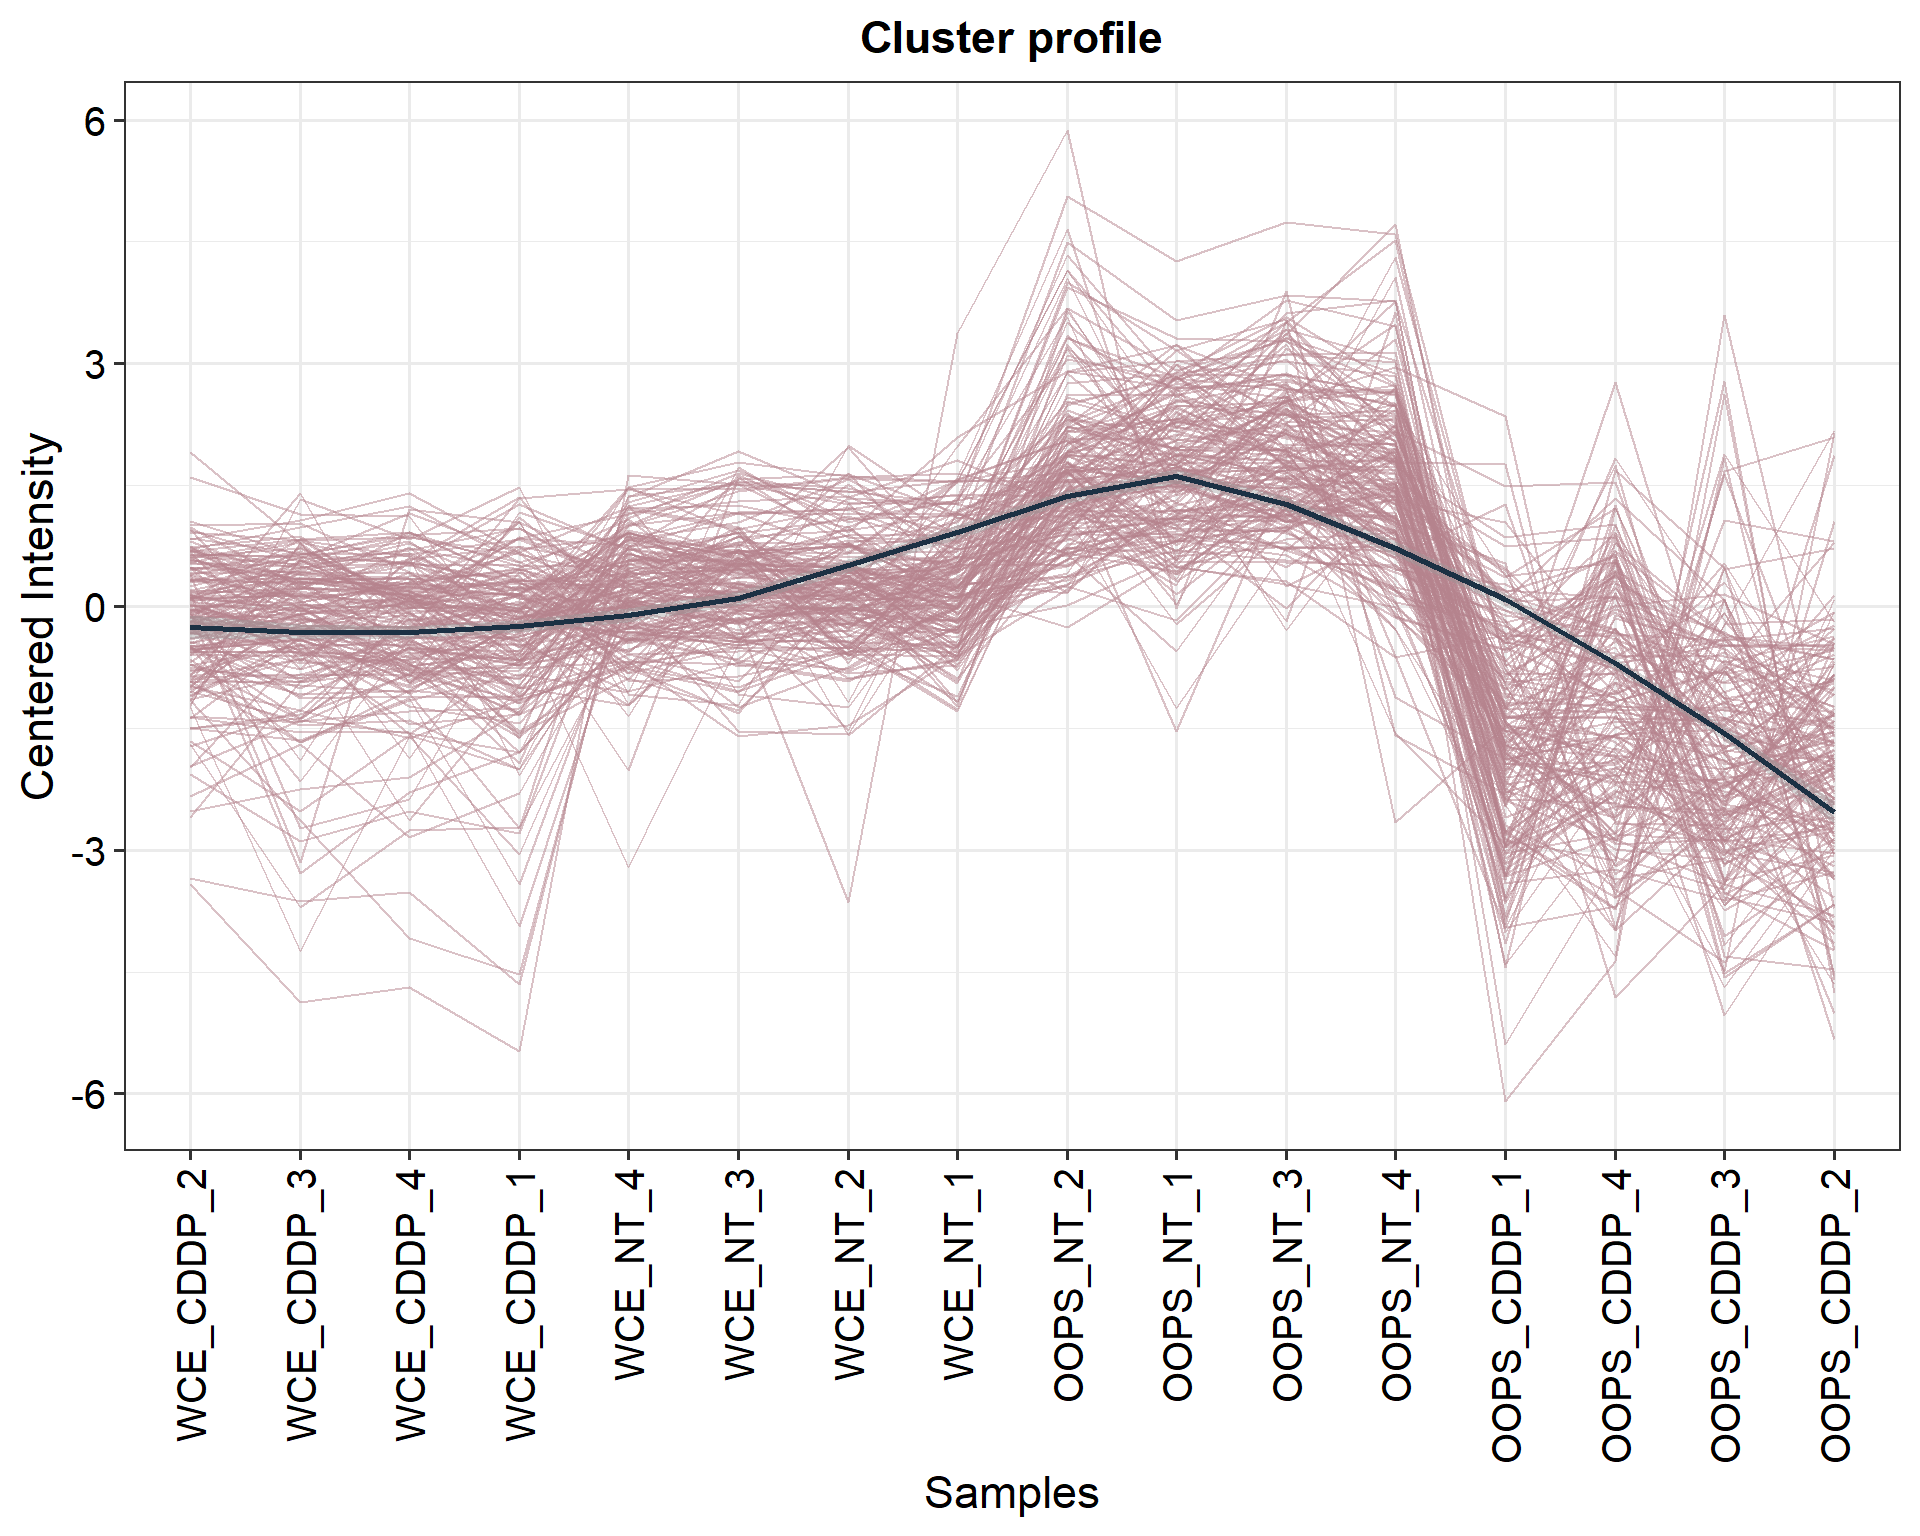 Cluster profile
Centered Intensity
6
3
0
-3
-6
WCE_CDDP_2
WCE_CDDP_3
WCE_CDDP_4
WCE_CDDP_1
WCE_NT_4
WCE_NT_3
WCE_NT_2
WCE_NT_1
OOPS_NT_2
OOPS_NT_1
OOPS_NT_3
OOPS_NT_4
OOPS_CDDP_1
OOPS_CDDP_4
OOPS_CDDP_3
OOPS_CDDP_2
Samples